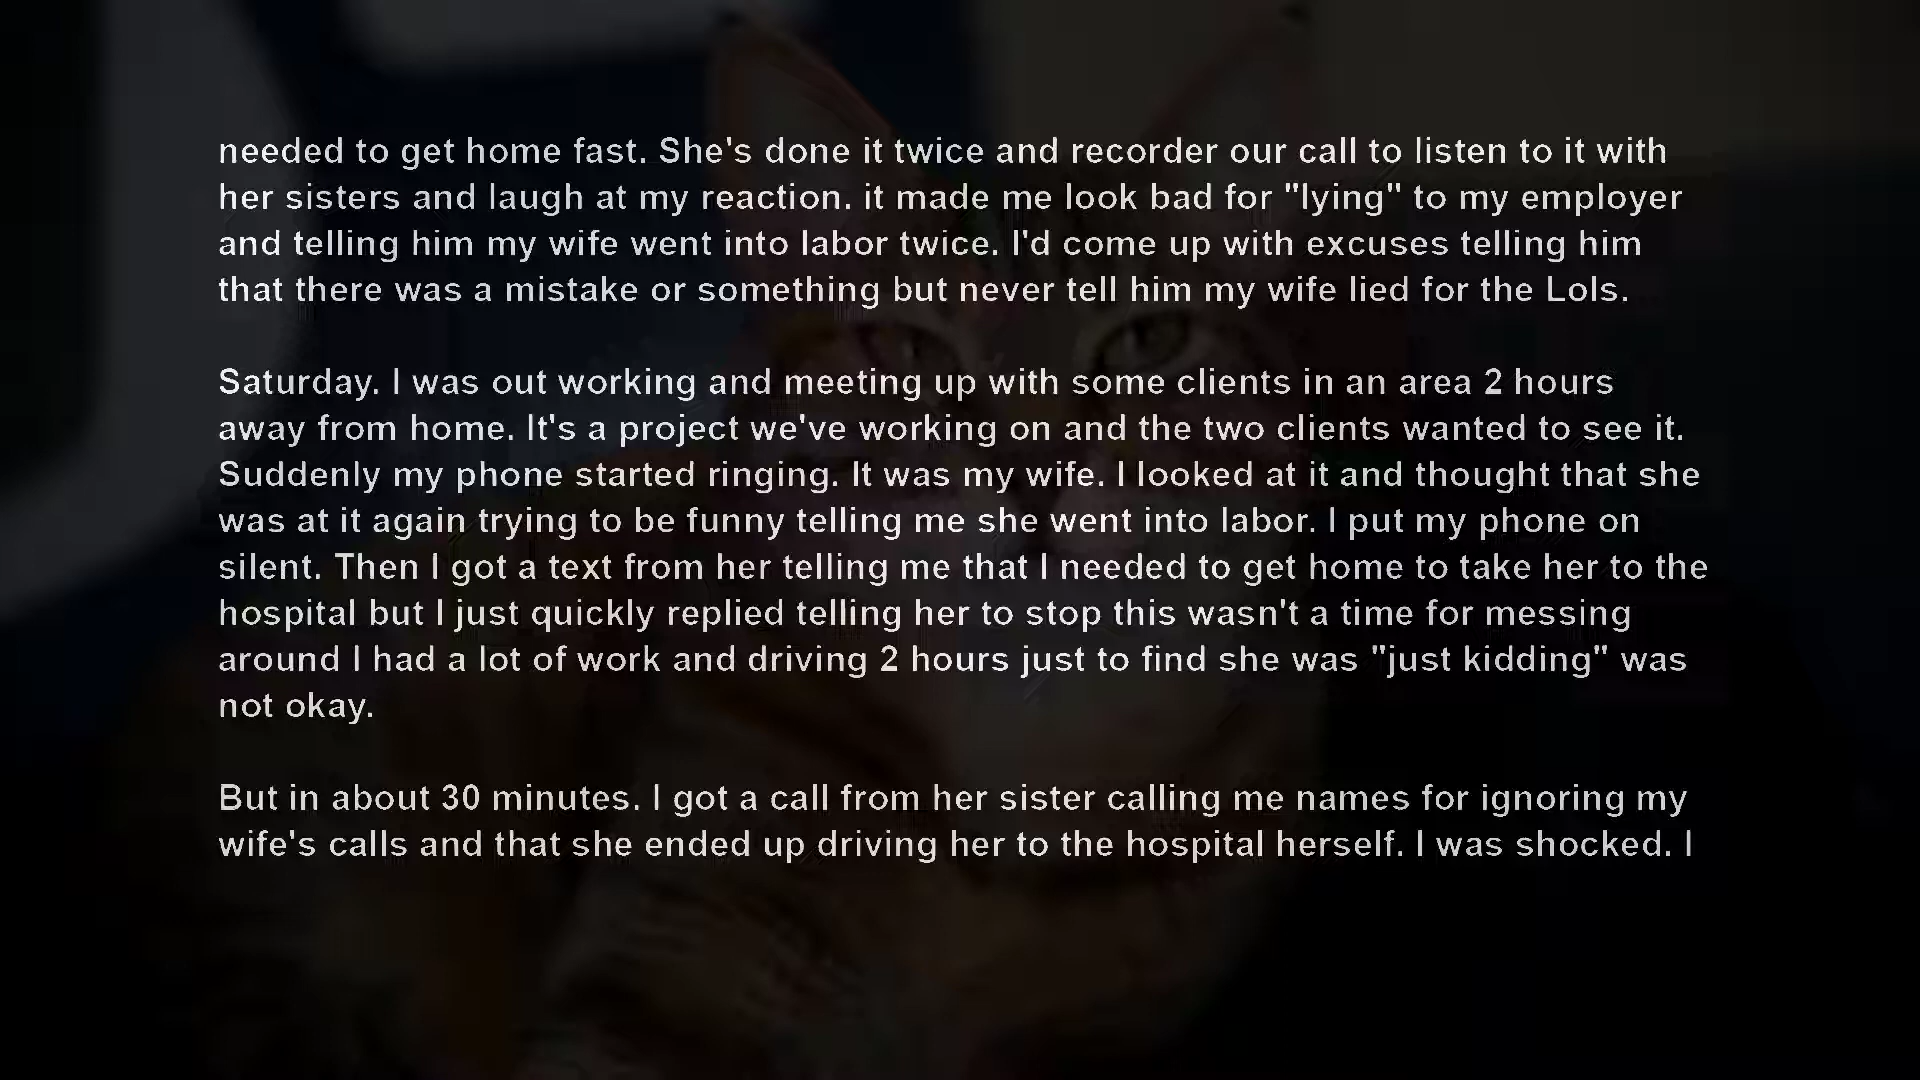 needed to get home fast. She's done it twice and recorder our call to listen to it with
her sisters and laugh at my reaction. it made me look bad for "lying" to my employer
and telling him my wife went into labor twice. I'd come up with excuses telling him
that there was a mistake or something but never tell him my wife lied for the Lols.
Saturday. I was out working and meeting up with some clients in an area 2 hours
away from home. It's a project we've working on and the two clients wanted to see it.
Suddenly my phone started ringing. It was my wife. I looked at it and thought that she
was at it again trying to be funny telling me she went into labor. I put my phone on
silent. Then I got a text from her telling me that I needed to get home to take her to the
hospital but I just quickly replied telling her to stop this wasn't a time for messing
around I had a lot of work and driving 2 hours just to find she was "just kidding" was
not okay.
But in about 30 minutes. I got a call from her sister calling me names for ignoring my
wife's calls and that she ended up driving her to the hospital herself. I was shocked. I